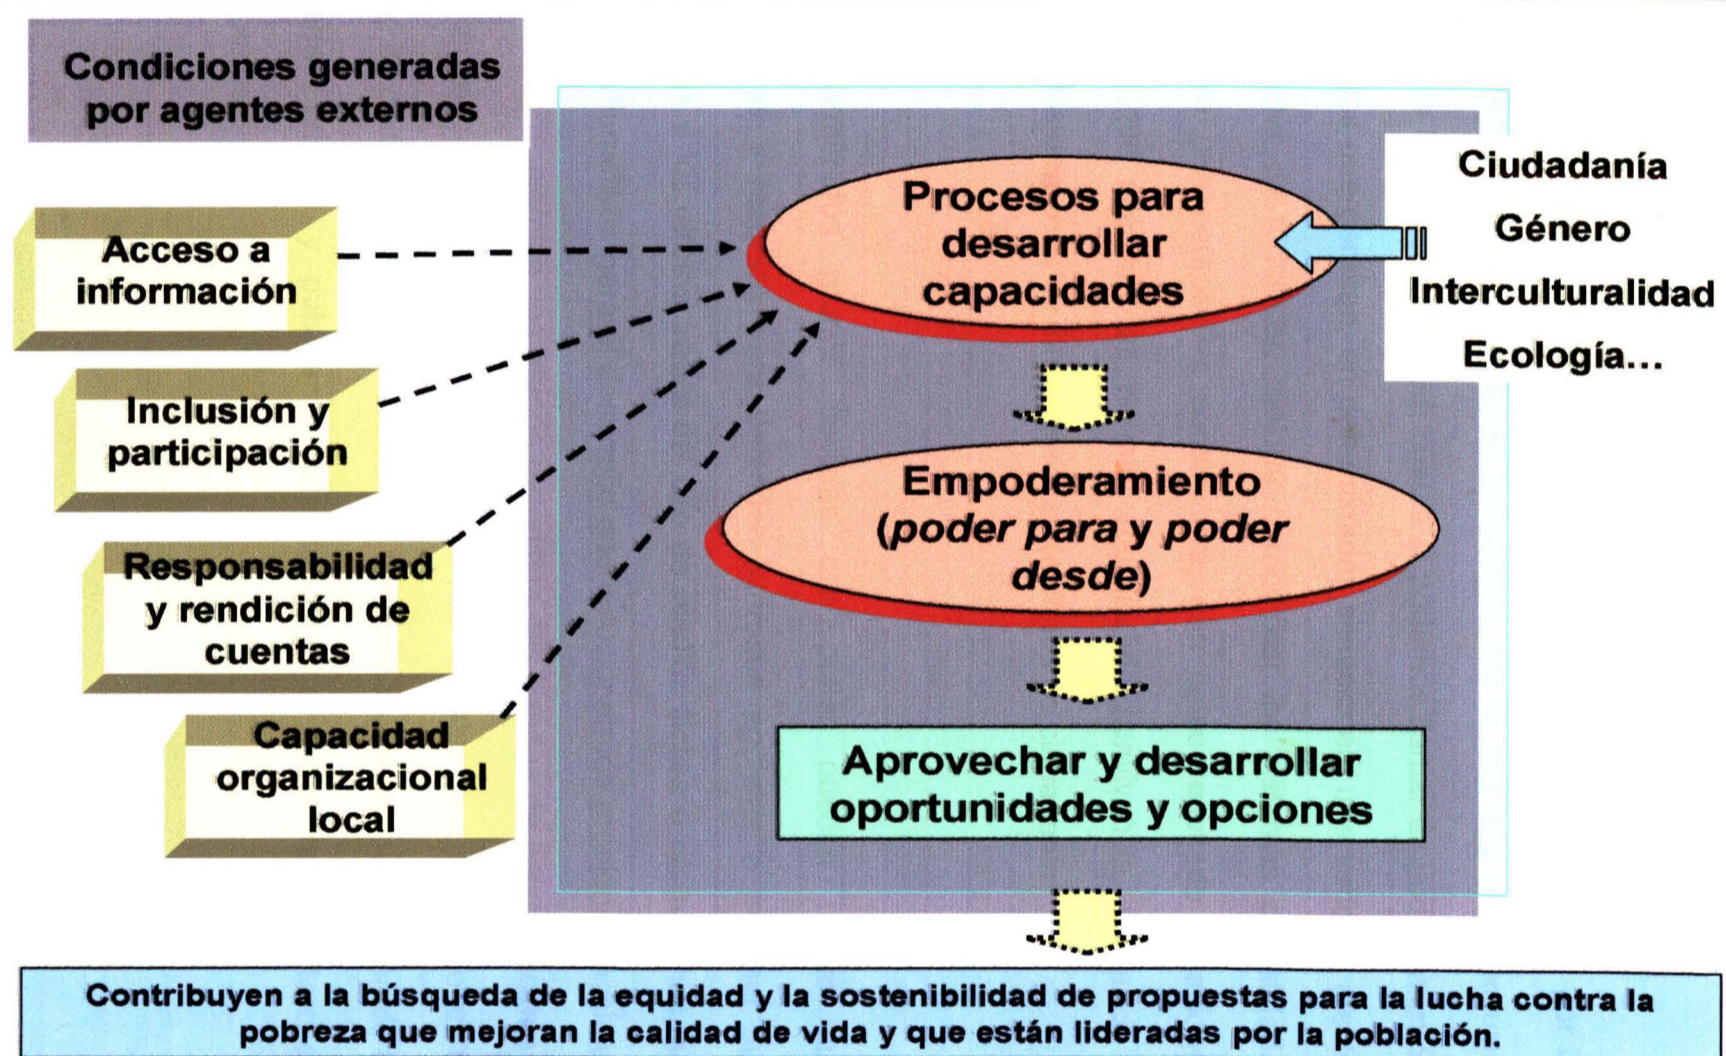 Condiciones generadas
por agentes externos
Acceso a
información
Inclusión y
participación
Responsabilidad
y rendición de
cuentas
Capacidad
organizacional
local
Procesos para
desarrollar
capacidades
Ciudadanía
Género
Interculturalidad
Ecología...
Empoderamiento
(poder para y poder
desde)
Aprovechar y desarrollar
oportunidades y opciones
Contribuyen a la búsqueda de la equidad y la sostenibilidad de propuestas para la lucha contra la
pobreza que mejoran la calidad de vida y que están lideradas por la población.